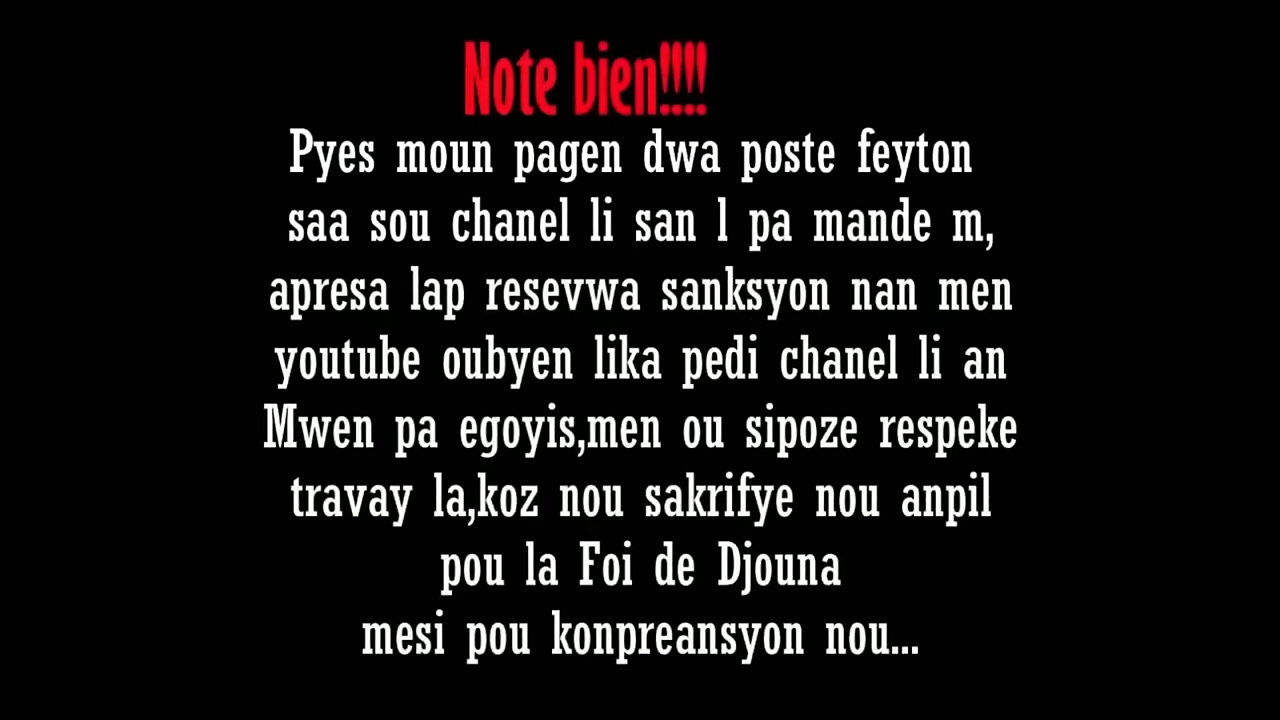 Note bien!!!!
Pyes moun pagen dwa poste feyton
saa sou chanel li san l pa mande m,
apresa lap resevwa sanksyon nan men
youtube oubyen lika pedi chanel li an
Mwen pa egoyis,men ou sipoze respeke
travay la,koz nou sakrifye nou anpil
pou la Foi de Djouna
mesi pou konpreansyon nou...